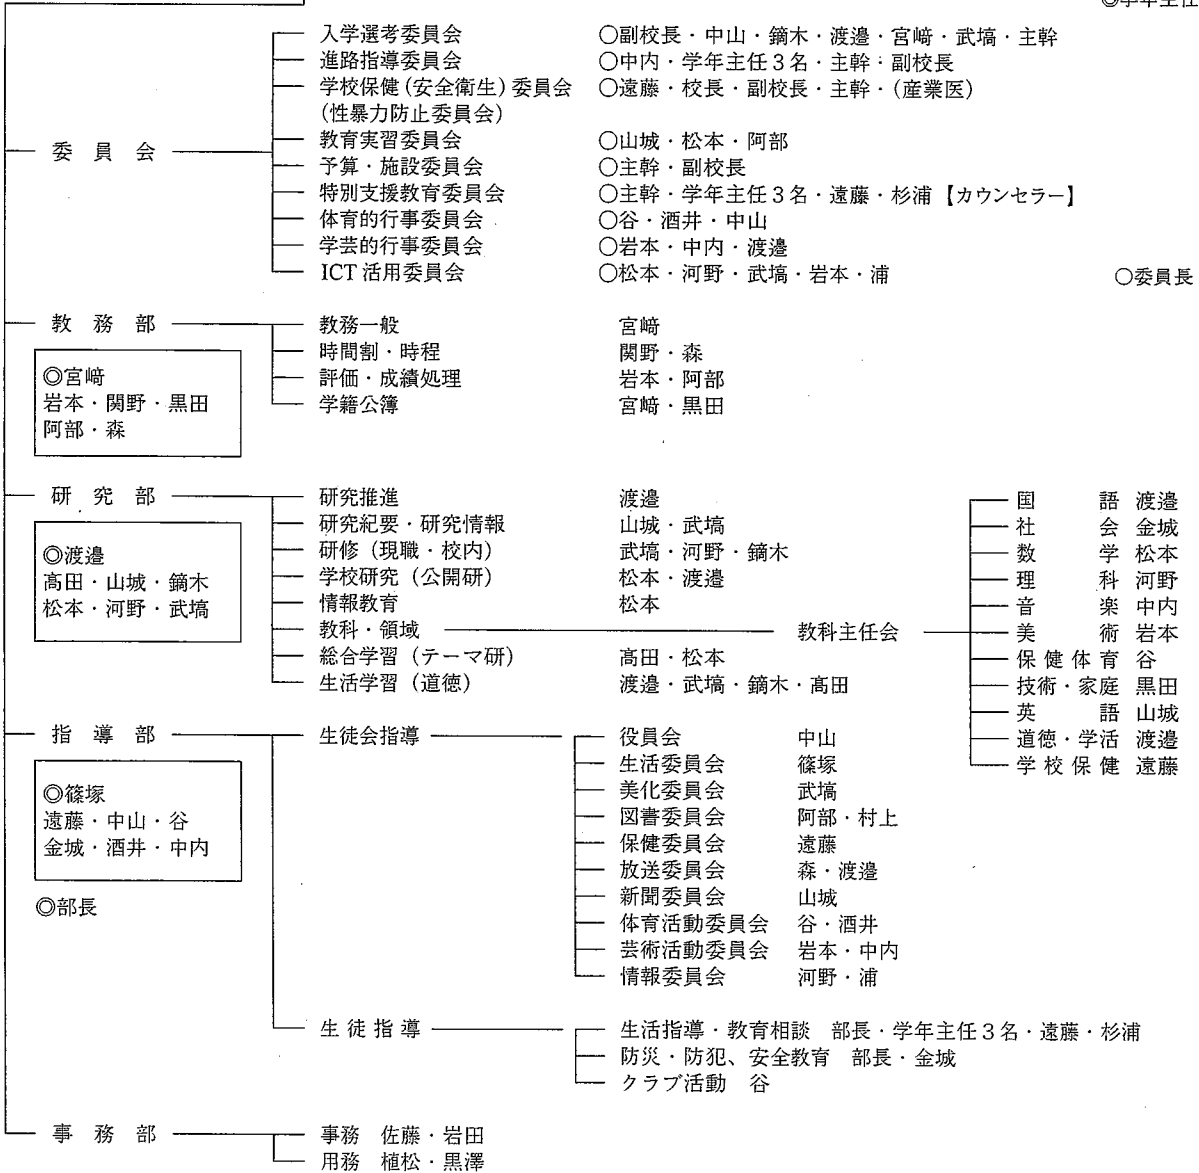 ◎学年主任
入学選考委員会 ○副校長・中山・鏑木・渡邉・宮﨑・武塙・主幹
進路指導委員会 ○中内・学年主任3名・主幹・副校長
学校保健(安全衛生)委員会 ○遠藤・校長・副校長・主幹・(産業医)
(性暴力防止委員会)
委員会
教育実習委員会 ○山城・松本・阿部
予算・施設委員会 ○主幹・副校長
特別支援教育委員会 ○主幹・学年主任3名・遠藤・杉浦【カウンセラー】
体育的行事委員会 ○谷・酒井・中山
学芸的行事委員会 ○岩本・中内・渡邉
ICT活用委員会 ○松本・河野・武塙・岩本・浦 ○委員長
教務部
教務一般 宮﨑
時間割・時程 関野・森
評価・成績処理 岩本・阿部
学籍公簿 宮﨑・黒田
◎宮﨑
岩本・関野・黒田
阿部・森
研究部
研究推進 渡邉
研究紀要・研究情報 山城・武塙
研修(現職・校内) 武塙・河野・鏑木
学校研究(公開研) 松本・渡邉
情報教育 松本
教科・領域 教科主任会
総合学習(テーマ研) 髙田・松本
生活学習(道徳) 渡邉・武塙・鏑木・髙田
◎渡邉
髙田・山城・鏑木
松本・河野・武塙
国語 渡邉
社会 金城
数学 松本
理科 河野
音楽 中内
美術 岩本
保健体育 谷
技術・家庭 黒田
英語 山城
道徳・学活 渡邉
学校保健 遠藤
指導部
◎篠塚
遠藤・中山・谷
金城・酒井・中内
◎部長
生徒会指導
役員会 中山
生活委員会 篠塚
美化委員会 武塙
図書委員会 阿部・村上
保健委員会 遠藤
放送委員会 森・渡邉
新聞委員会 山城
体育活動委員会 谷・酒井
芸術活動委員会 岩本・中内
情報委員会 河野・浦
生徒指導
生活指導・教育相談 部長・学年主任3名・遠藤・杉浦
防災・防犯、安全教育 部長・金城
クラブ活動 谷
事務部
事務 佐藤・岩田
用務 植松・黒澤